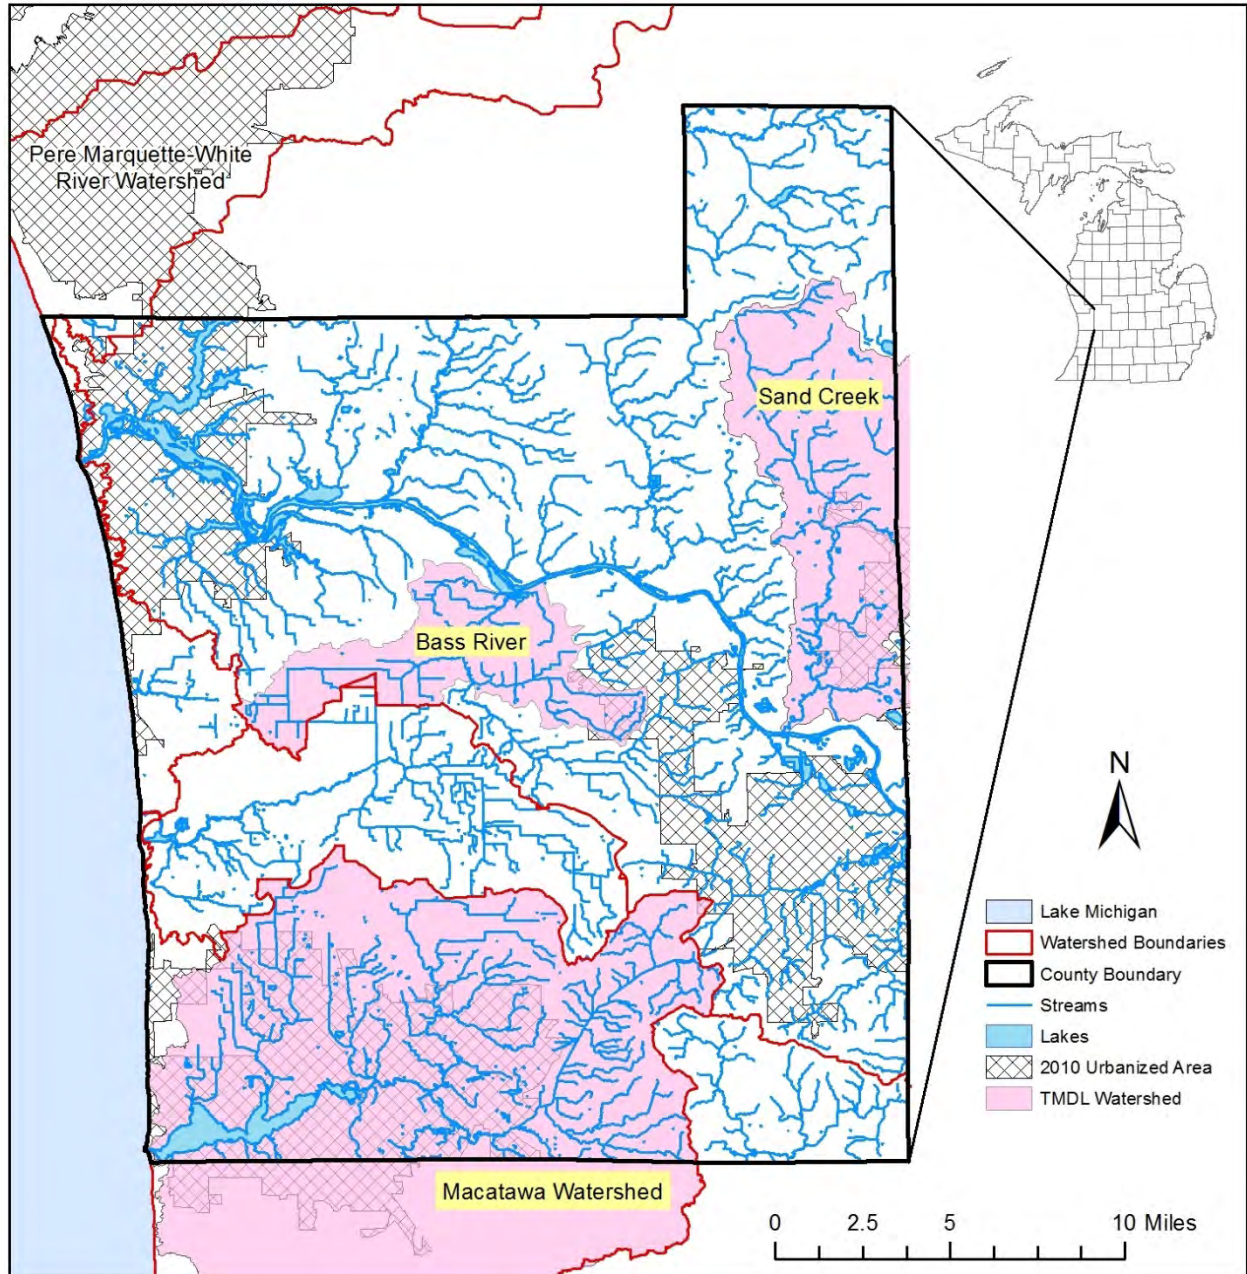 Pere Marquette-White
River Watershed
Sand Creek
Bass River
Macatawa Watershed
N
Lake Michigan
Watershed Boundaries
County Boundary
Streams
Lakes
2010 Urbanized Area
TMDL Watershed
0 2.5 5 10 Miles